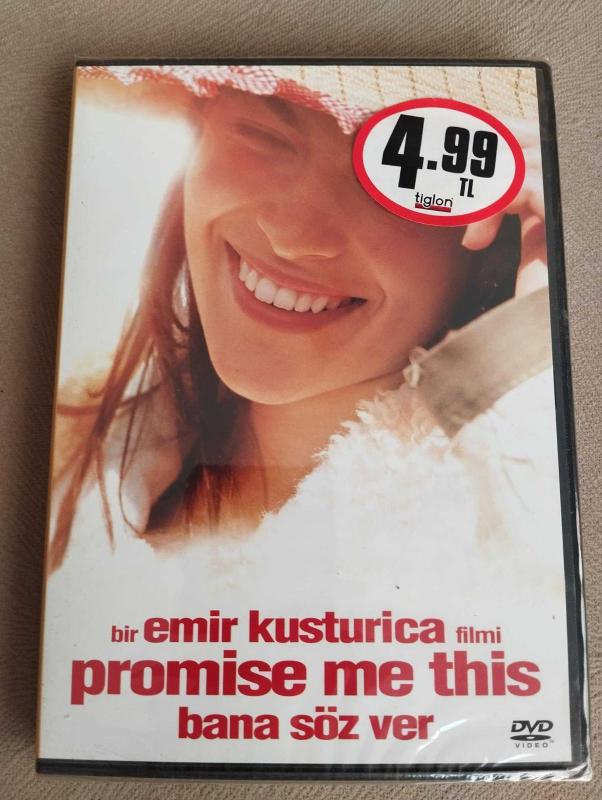 4.99
TL
tiglon
bir emir kusturica filmi
promise me this
bana söz ver
DVD
VIDEO